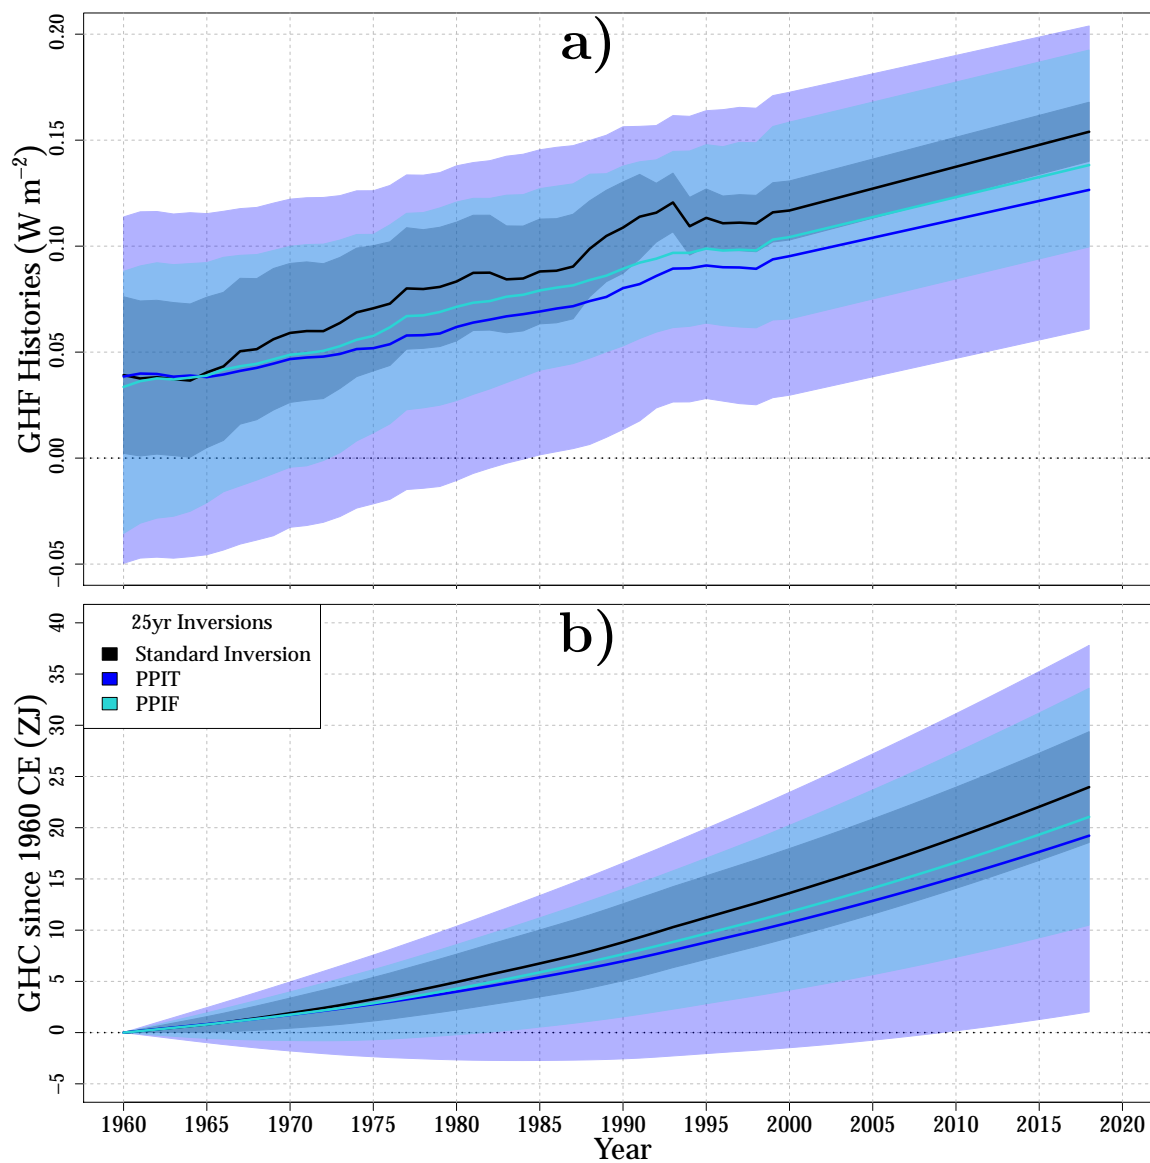 a)
GHF Histories (W m⁻²)
0.20
0.15
0.10
0.05
0.00
−0.05
b)
25yr Inversions
Standard Inversion
PPIT
PPIF
GHC since 1960 CE (ZJ)
40
35
30
25
20
15
10
5
0
−5
1960 1965 1970 1975 1980 1985 1990 1995 2000 2005 2010 2015 2020
Year